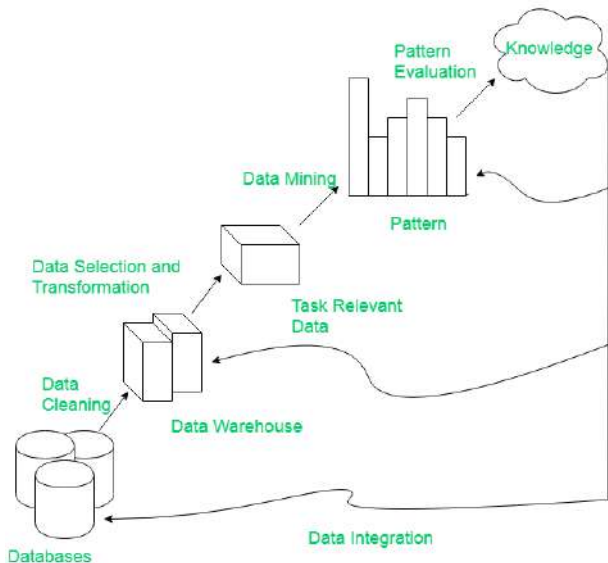 Pattern
Evaluation
Knowledge
Data Mining
Pattern
Data Selection and
Transformation
Task Relevant
Data
Data
Cleaning
Data Warehouse
Data Integration
Databases